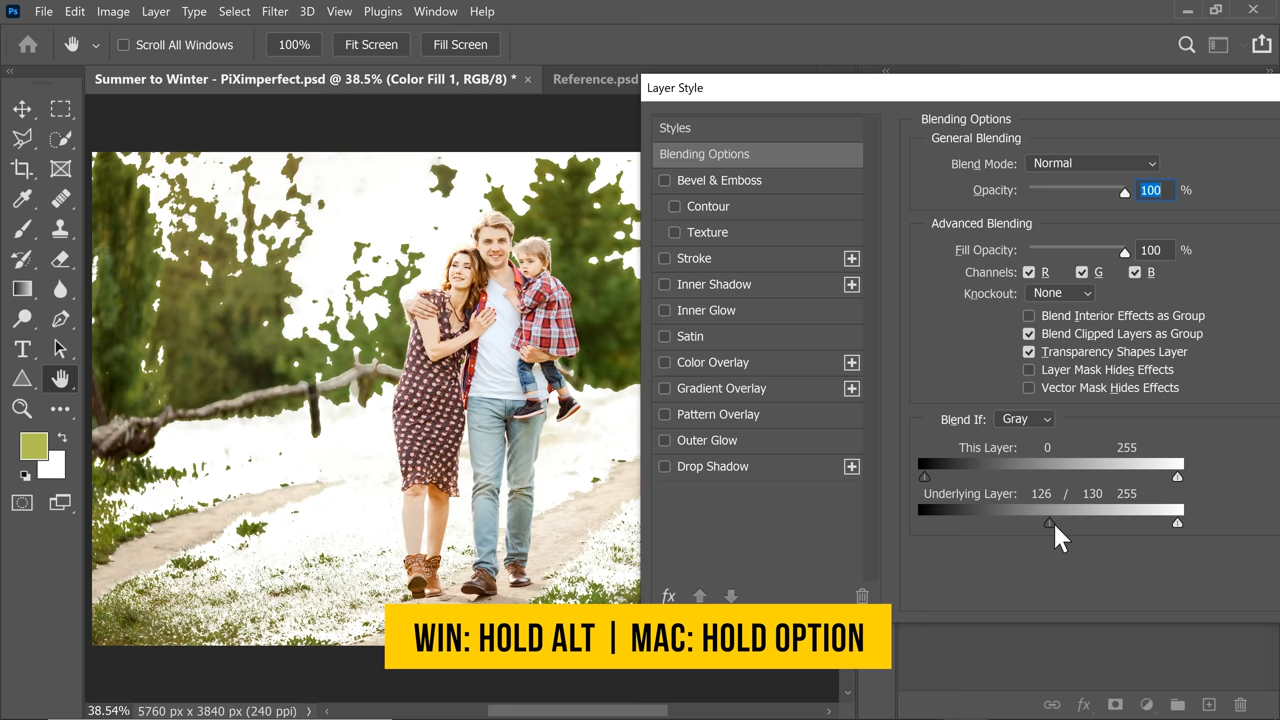 Ps File Edit Image Layer Type Select Filter 3D View Plugins Window Help
Scroll All Windows 100% Fit Screen Fill Screen
Summer to Winter - PiXimperfect.psd @ 38.5% (Color Fill 1, RGB/8) * × Reference.psd
Layer Style
Styles
Blending Options
Bevel & Emboss
Contour
Texture
Stroke
Inner Shadow
Inner Glow
Satin
Color Overlay
Gradient Overlay
Pattern Overlay
Outer Glow
Drop Shadow
fx
Blending Options
General Blending
Blend Mode: Normal
Opacity: 100 %
Advanced Blending
Fill Opacity: 100 %
Channels: R G B
Knockout: None
Blend Interior Effects as Group
Blend Clipped Layers as Group
Transparency Shapes Layer
Layer Mask Hides Effects
Vector Mask Hides Effects
Blend If: Gray
This Layer: 0 255
Underlying Layer: 126 / 130 255
WIN: HOLD ALT | MAC: HOLD OPTION
38.54% 5760 px x 3840 px (240 ppi)
fx